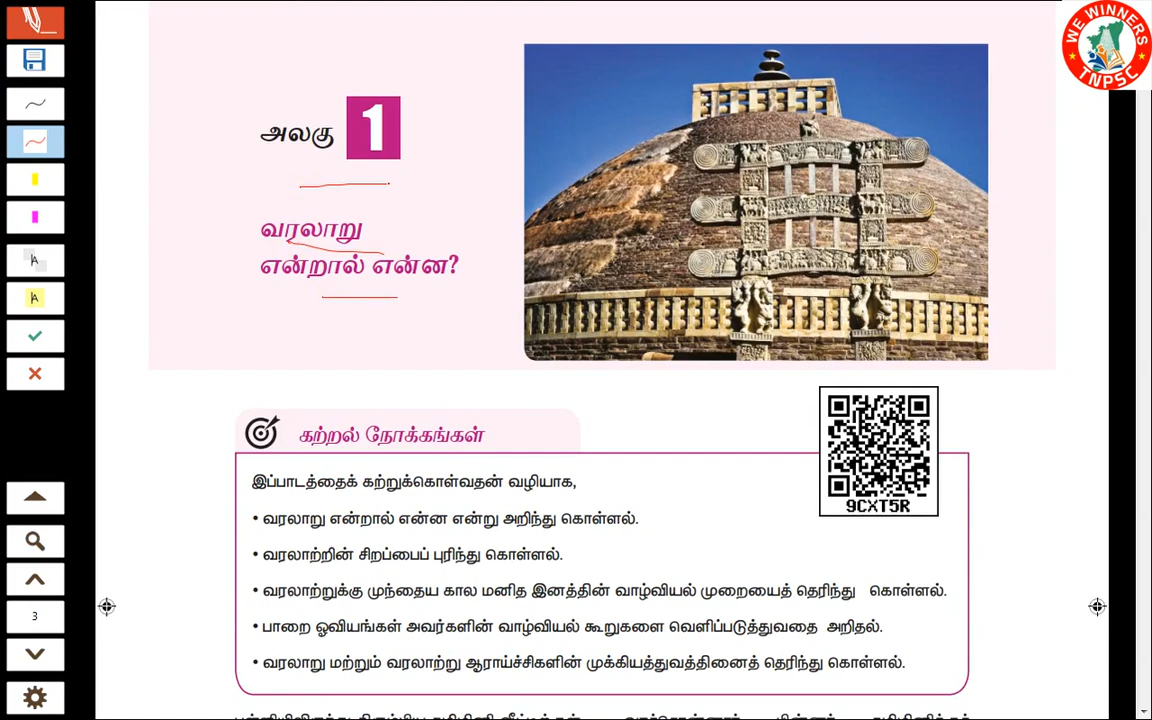 WE WINNERS
TNPSC
அலகு 1
வரலாறு
என்றால் என்ன?
கற்றல் நோக்கங்கள்
9CXT5R
இப்பாடத்தைக் கற்றுக்கொள்வதன் வழியாக,
• வரலாறு என்றால் என்ன என்று அறிந்து கொள்ளல்.
• வரலாற்றின் சிறப்பைப் புரிந்து கொள்ளல்.
• வரலாற்றுக்கு முந்தைய கால மனித இனத்தின் வாழ்வியல் முறையைத் தெரிந்து கொள்ளல்.
• பாறை ஓவியங்கள் அவர்களின் வாழ்வியல் கூறுகளை வெளிப்படுத்துவதை அறிதல்.
• வரலாறு மற்றும் வரலாற்று ஆராய்ச்சிகளின் முக்கியத்துவத்தினைத் தெரிந்து கொள்ளல்.
3